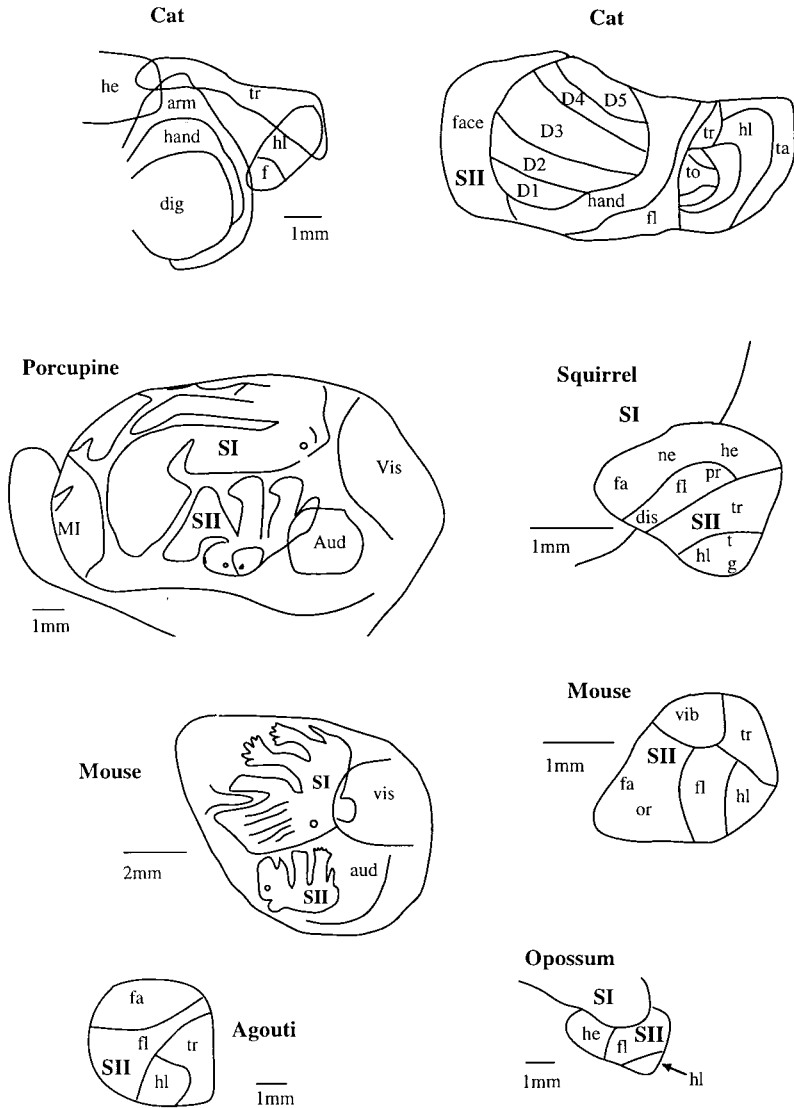 Cat
he
arm
tr
hand
hl
f
dig
1mm
Cat
face
SII
D4
D5
D3
D2
D1
hand
fl
tr
hl
to
ta
Porcupine
SI
SII
MI
Vis
Aud
1mm
Squirrel
SI
ne
he
fa
fl
pr
dis
SII
tr
t
hl
g
1mm
Mouse
SI
vis
aud
SII
2mm
Mouse
vib
tr
SII
fa
fl
hl
or
1mm
Agouti
fa
fl
tr
SII
hl
1mm
Opossum
SI
he
fl
SII
hl
1mm